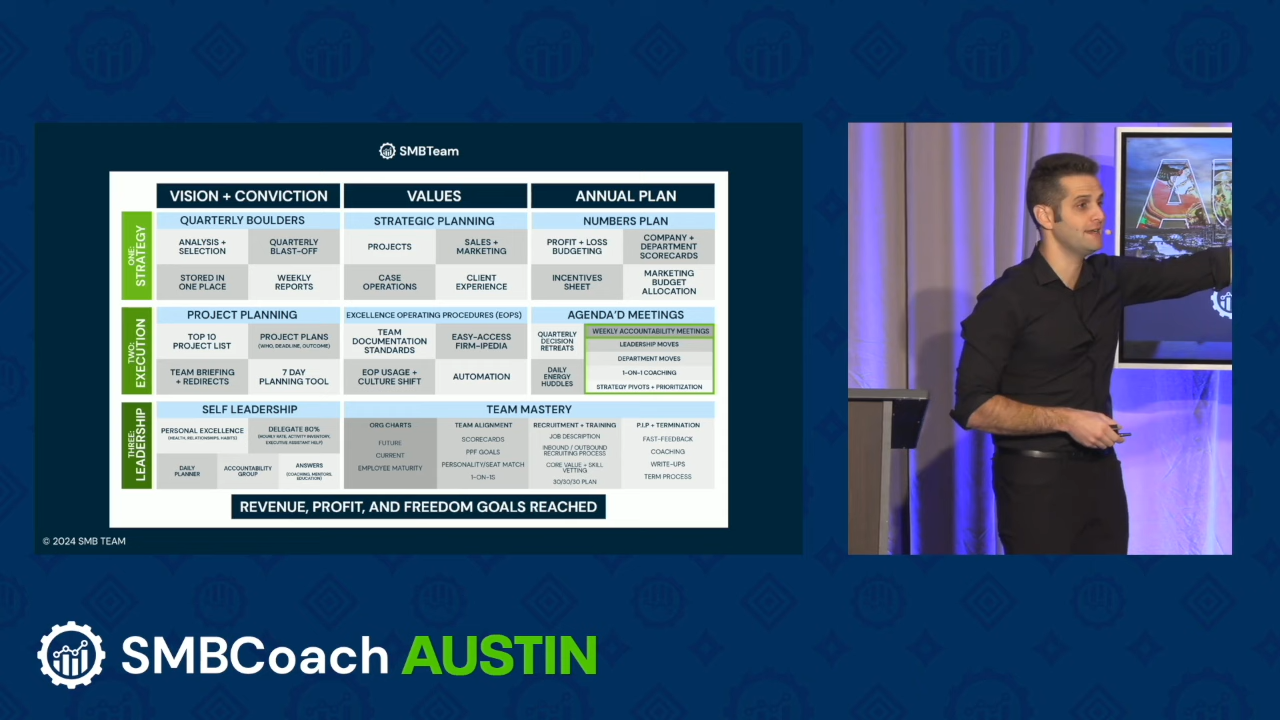 SMBTeam
VISION + CONVICTION
VALUES
ANNUAL PLAN
ONE:
STRATEGY
QUARTERLY BOULDERS
ANALYSIS +
SELECTION
QUARTERLY
BLAST-OFF
STORED IN
ONE PLACE
WEEKLY
REPORTS
STRATEGIC PLANNING
PROJECTS
SALES +
MARKETING
CASE
OPERATIONS
CLIENT
EXPERIENCE
NUMBERS PLAN
PROFIT + LOSS
BUDGETING
COMPANY +
DEPARTMENT
SCORECARDS
INCENTIVES
SHEET
MARKETING
BUDGET
ALLOCATION
TWO:
EXECUTION
PROJECT PLANNING
TOP 10
PROJECT LIST
PROJECT PLANS
(WHO, DEADLINE, OUTCOME)
TEAM BRIEFING
+ REDIRECTS
7 DAY
PLANNING TOOL
EXCELLENCE OPERATING PROCEDURES (EOPS)
TEAM
DOCUMENTATION
STANDARDS
EASY-ACCESS
FIRM-IPEDIA
EOP USAGE +
CULTURE SHIFT
AUTOMATION
AGENDA'D MEETINGS
QUARTERLY
DECISION
RETREATS
DAILY
ENERGY
HUDDLES
WEEKLY ACCOUNTABILITY MEETINGS
LEADERSHIP MOVES
DEPARTMENT MOVES
1-ON-1 COACHING
STRATEGY PIVOTS + PRIORITIZATION
THREE:
LEADERSHIP
SELF LEADERSHIP
PERSONAL EXCELLENCE
(HEALTH, RELATIONSHIPS, HABITS)
DELEGATE 80%
(HOURLY RATE, ACTIVITY INVENTORY,
EXECUTIVE ASSISTANT HELP)
DAILY
PLANNER
ACCOUNTABILITY
GROUP
ANSWERS
(COACHING, MENTORS,
EDUCATION)
TEAM MASTERY
ORG CHARTS
FUTURE
CURRENT
EMPLOYEE MATURITY
TEAM ALIGNMENT
SCORECARDS
PPF GOALS
PERSONALITY/SEAT MATCH
1-ON-1S
RECRUITMENT + TRAINING
JOB DESCRIPTION
INBOUND / OUTBOUND
RECRUITING PROCESS
CORE VALUE + SKILL
VETTING
30/30/30 PLAN
P.I.P + TERMINATION
FAST-FEEDBACK
COACHING
WRITE-UPS
TERM PROCESS
REVENUE, PROFIT, AND FREEDOM GOALS REACHED
© 2024 SMB TEAM
SMBCoach AUSTIN